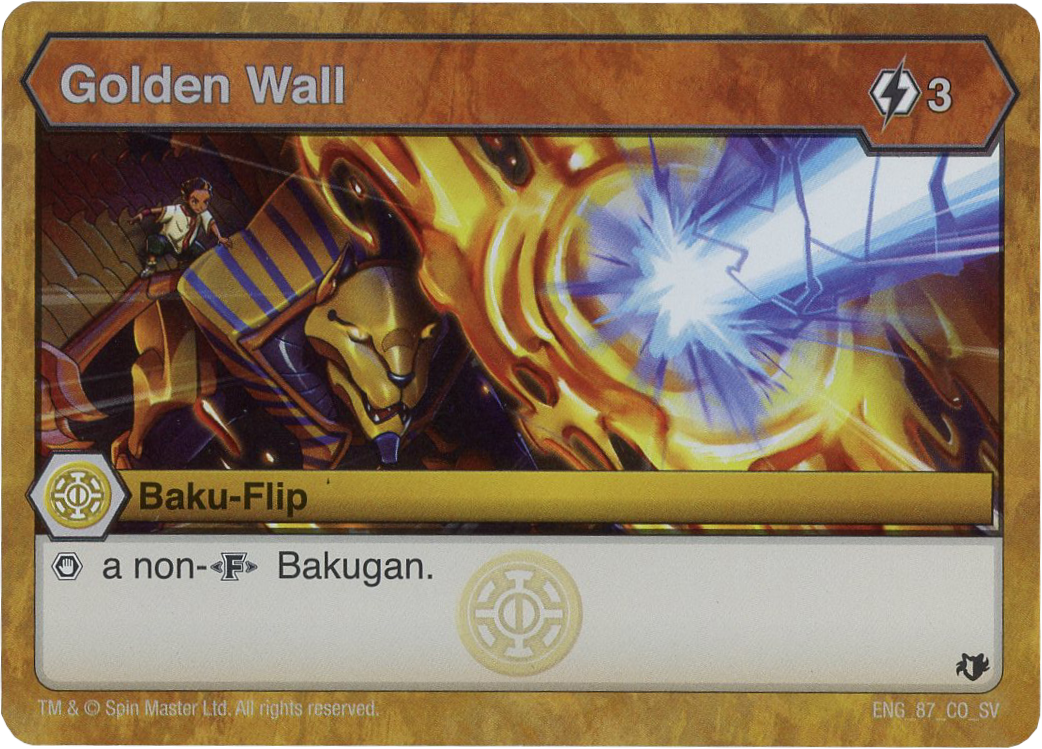 Golden Wall
3
Baku-Flip
a non-F Bakugan.
TM & © Spin Master Ltd. All rights reserved.
ENG_87_CO_SV